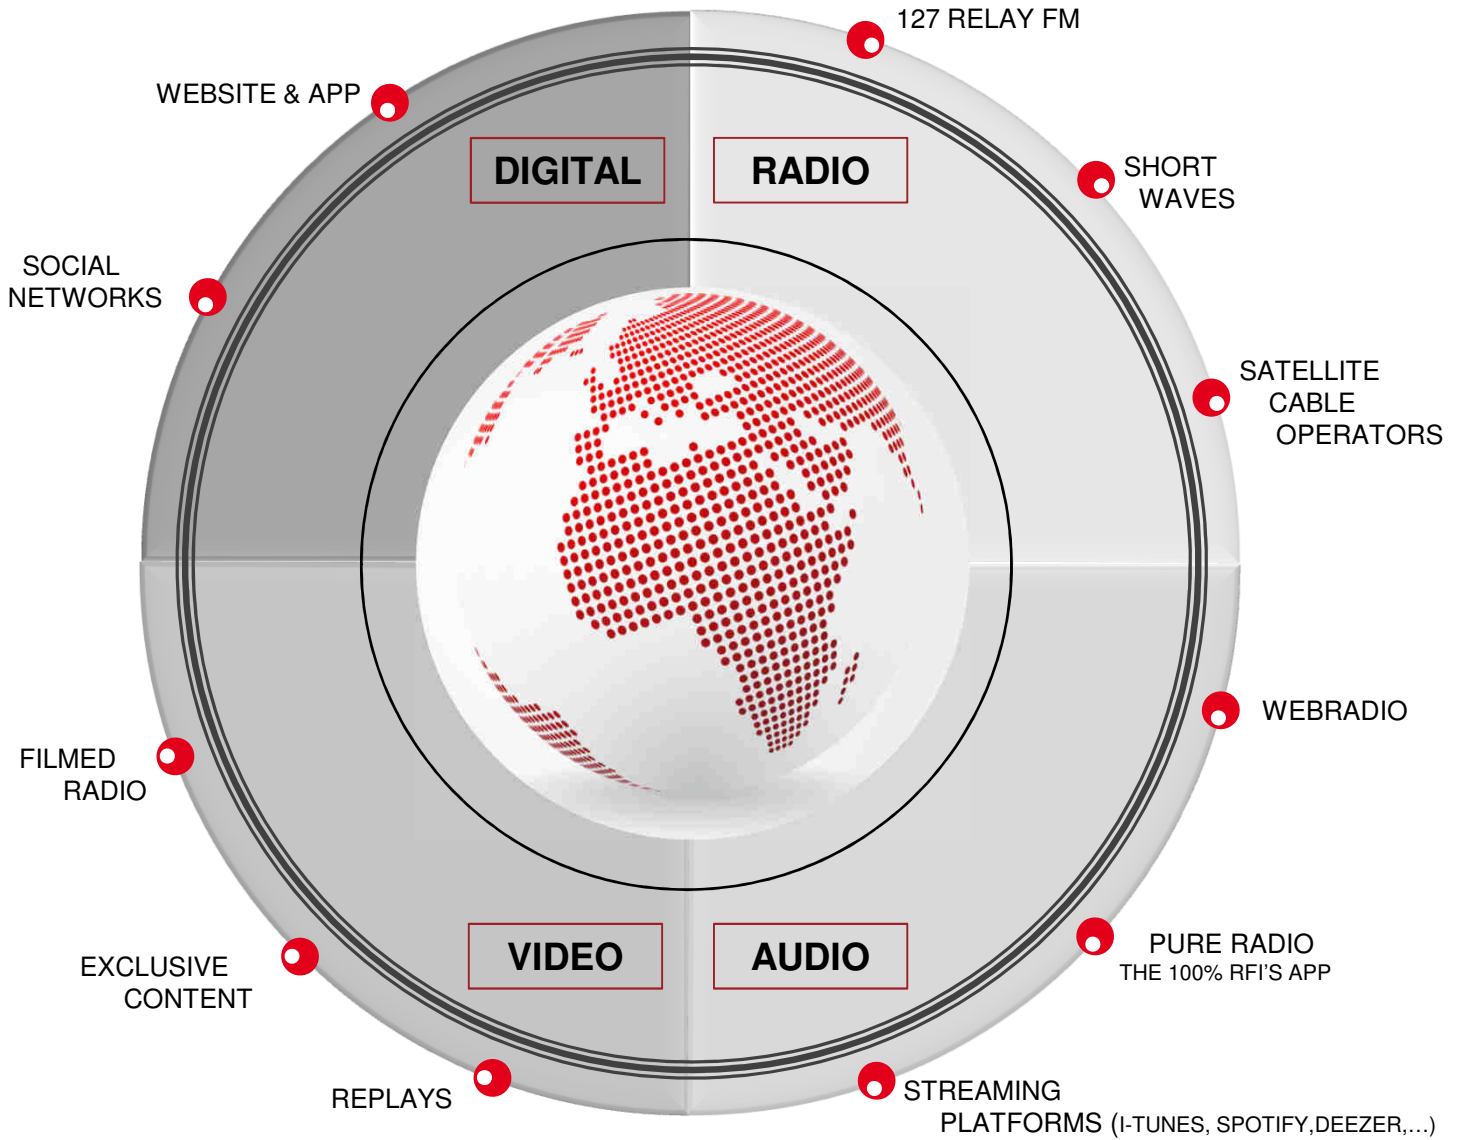 127 RELAY FM
WEBSITE & APP
DIGITAL
RADIO
SHORT
WAVES
SOCIAL
NETWORKS
SATELLITE
CABLE
OPERATORS
WEBRADIO
FILMED
RADIO
PURE RADIO
THE 100% RFI'S APP
VIDEO
AUDIO
EXCLUSIVE
CONTENT
REPLAYS
STREAMING
PLATFORMS (I-TUNES, SPOTIFY,DEEZER,...)